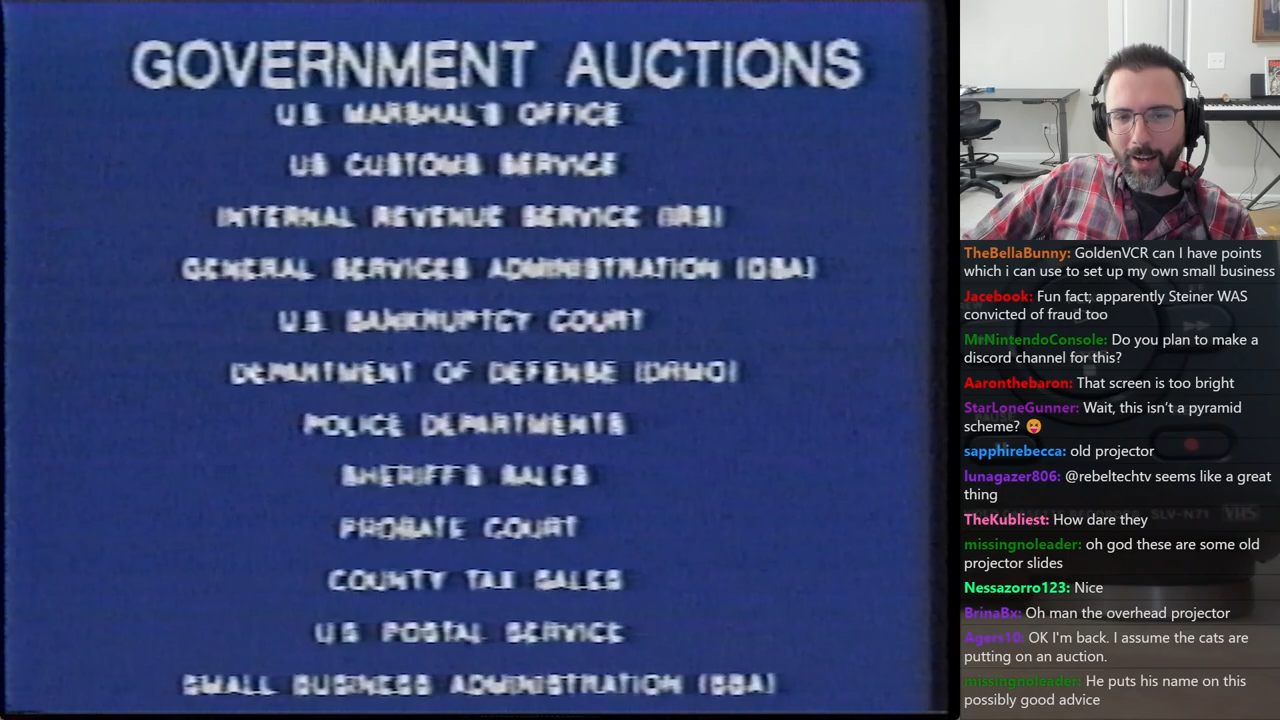 GOVERNMENT AUCTIONS
U.S. MARSHAL'S OFFICE
US CUSTOMS SERVICE
INTERNAL REVENUE SERVICE (IRS)
GENERAL SERVICES ADMINISTRATION (GSA)
U.S. BANKRUPTCY COURT
DEPARTMENT OF DEFENSE (DRMO)
POLICE DEPARTMENTS
SHERIFF'S SALES
PROBATE COURT
COUNTY TAX SALES
U.S. POSTAL SERVICE
SMALL BUSINESS ADMINISTRATION (SBA)
TheBellaBunny: GoldenVCR can I have points
which i can use to set up my own small business
Jacebook: Fun fact; apparently Steiner WAS
convicted of fraud too
MrNintendoConsole: Do you plan to make a
discord channel for this?
Aaronthebaron: That screen is too bright
StarLoneGunner: Wait, this isn't a pyramid
scheme? 😝
sapphirebecca: old projector
lunagazer806: @rebeltechtv seems like a great
thing
TheKubliest: How dare they
SLV-N71 VHS
missingnoleader: oh god these are some old
projector slides
Nessazorro123: Nice
BrinaBx: Oh man the overhead projector
Agers10: OK I'm back. I assume the cats are
putting on an auction.
missingnoleader: He puts his name on this
possibly good advice